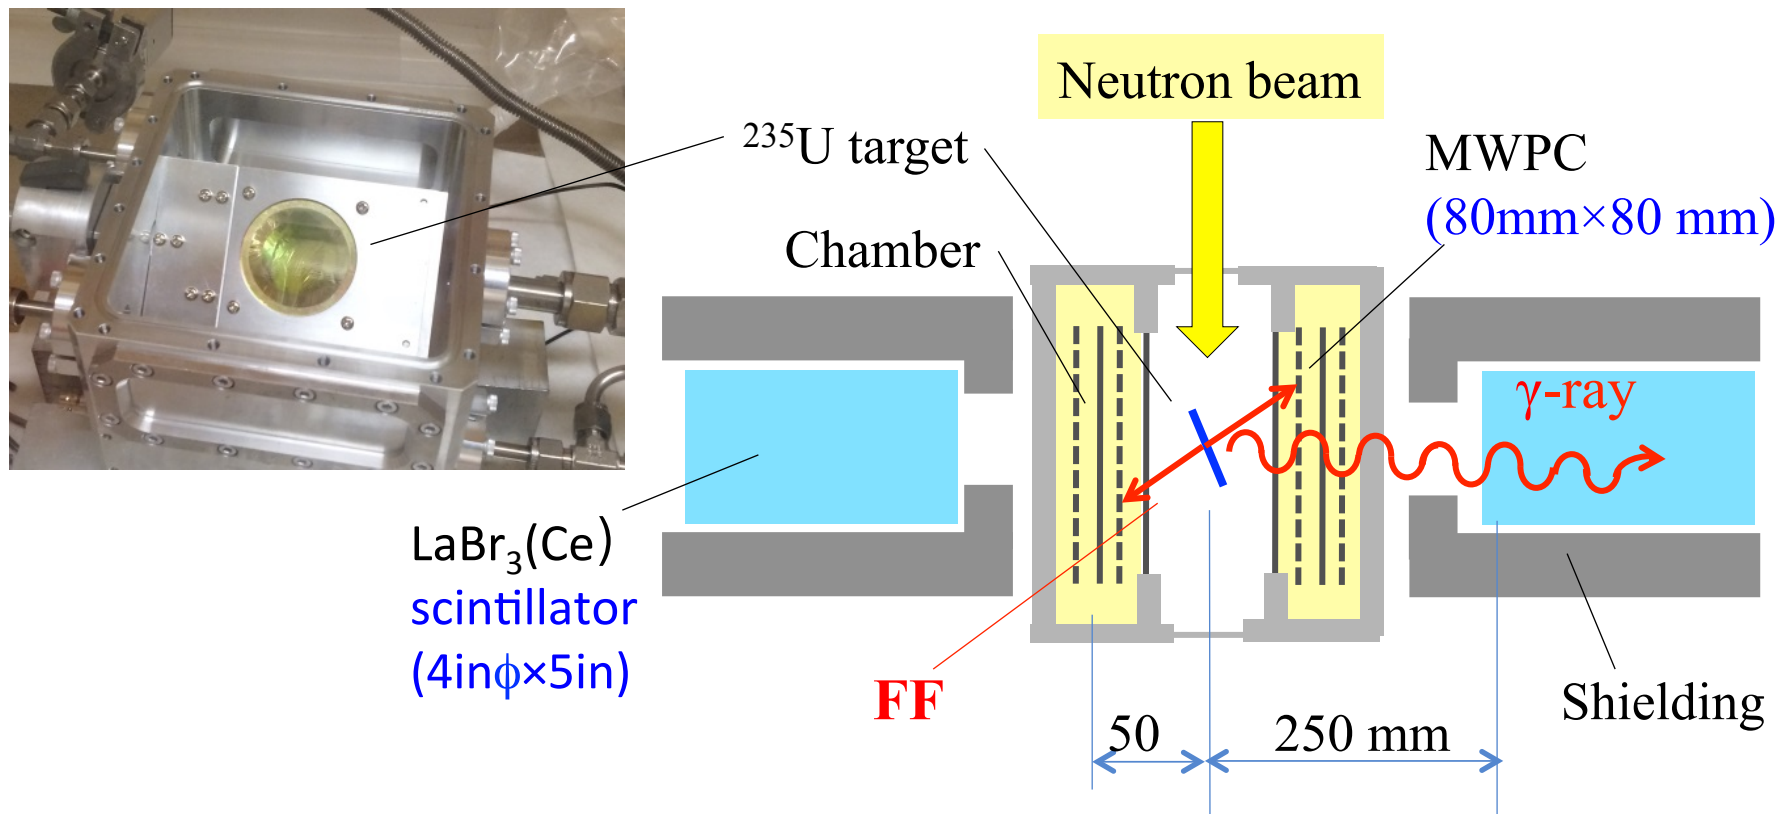 Neutron beam
²³⁵U target
MWPC
(80mm×80 mm)
Chamber
γ-ray
LaBr₃(Ce)
scintillator
(4inϕ×5in)
FF
Shielding
50
250 mm